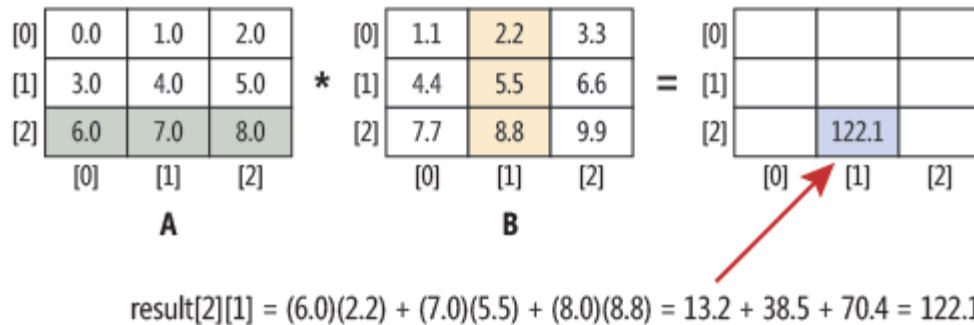 [0] 0.0 1.0 2.0 [0] 1.1 2.2 3.3 [0]
[1] 3.0 4.0 5.0 * [1] 4.4 5.5 6.6 = [1]
[2] 6.0 7.0 8.0 [2] 7.7 8.8 9.9 [2] 122.1
[0] [1] [2] [0] [1] [2] [0] [1] [2]
A B
result[2][1] = (6.0)(2.2) + (7.0)(5.5) + (8.0)(8.8) = 13.2 + 38.5 + 70.4 = 122.1